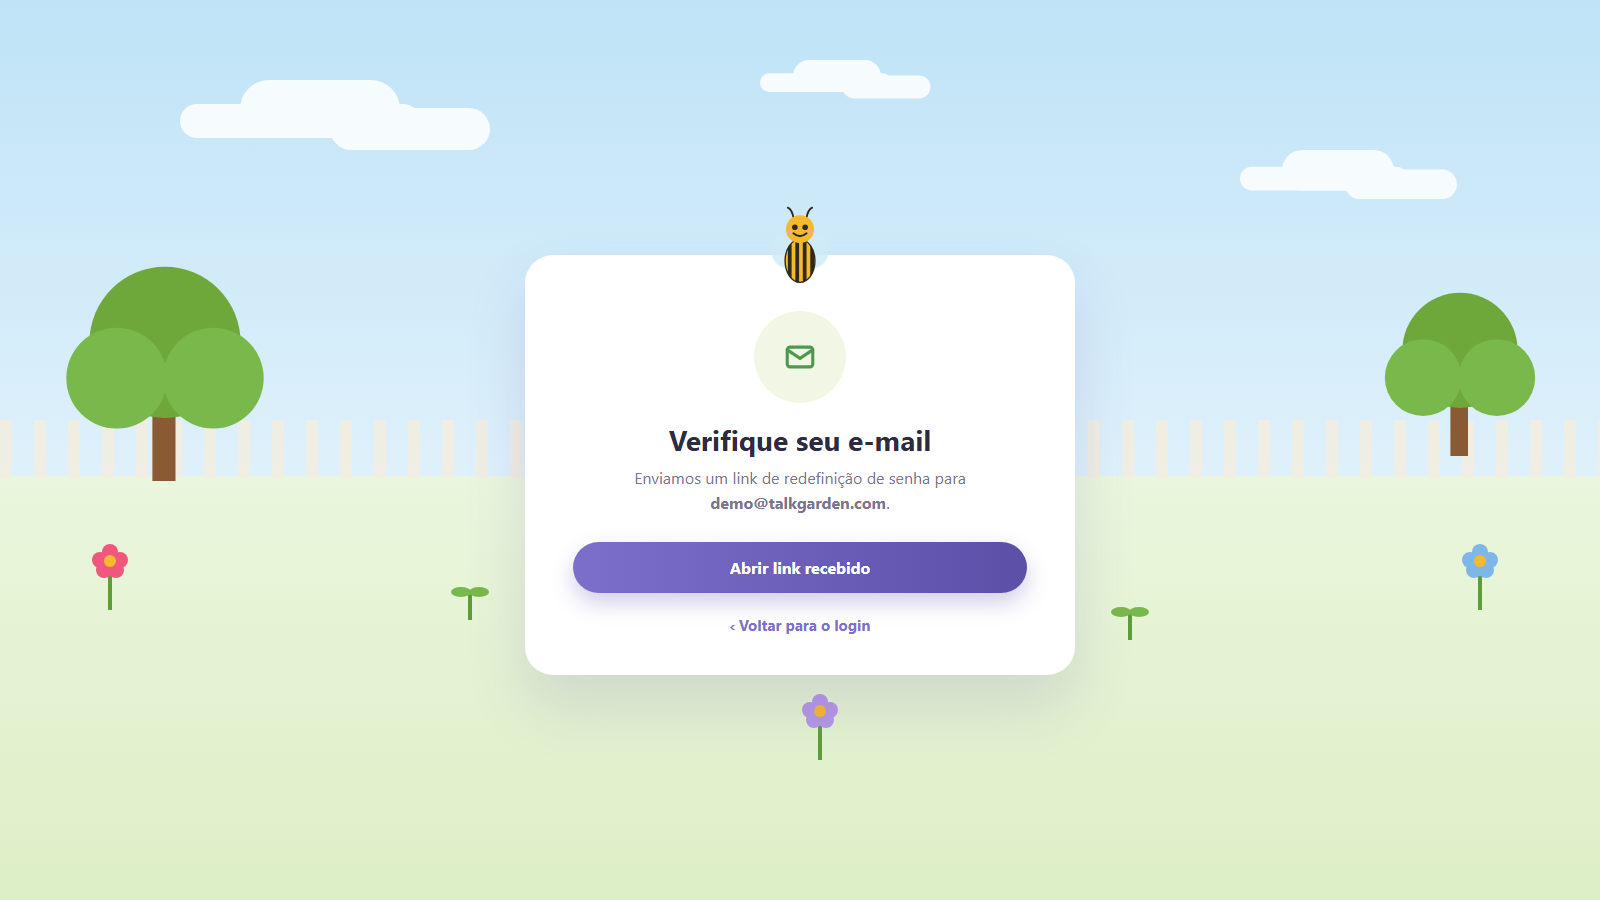 Verifique seu e-mail
Enviamos um link de redefinição de senha para
demo@talkgarden.com.
Abrir link recebido
‹ Voltar para o login